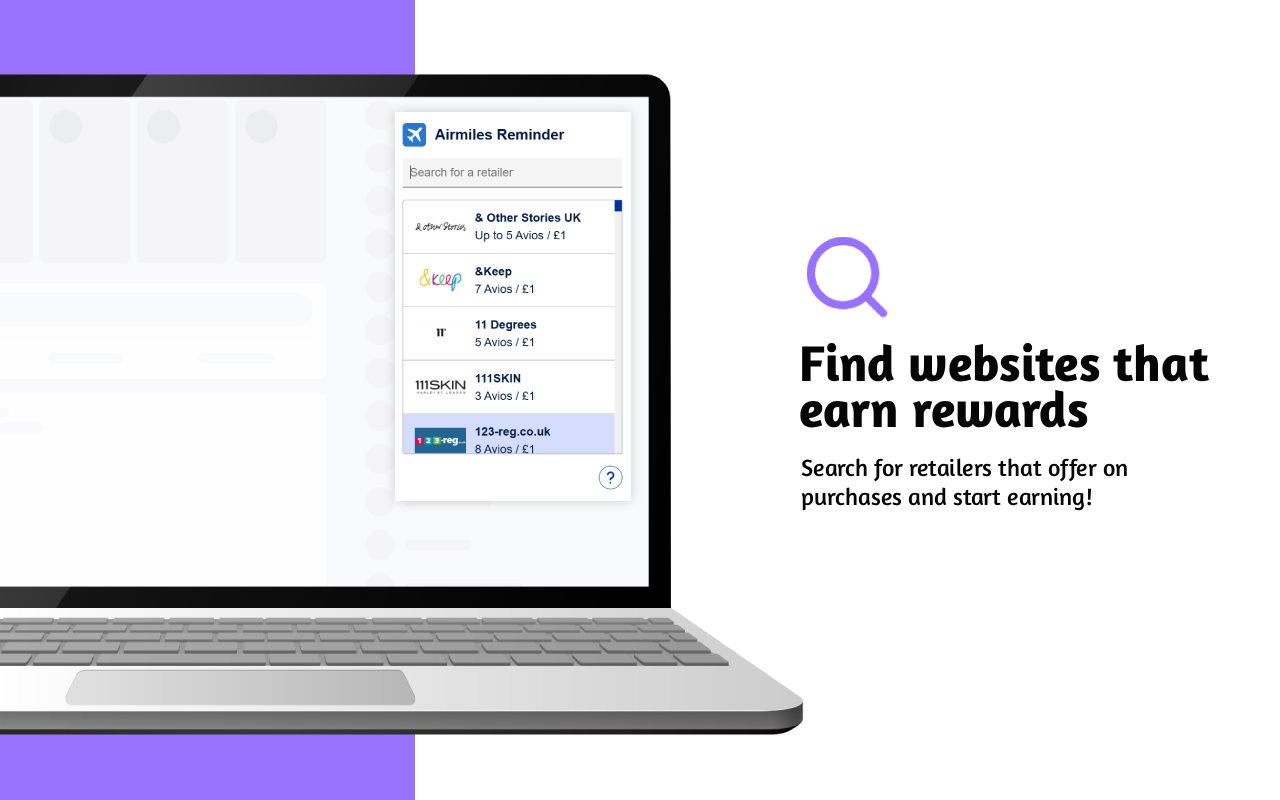 Airmiles Reminder
Search for a retailer
& other Stories
& Other Stories UK
Up to 5 Avios / £1
&Keep
&Keep
7 Avios / £1
11°
11 Degrees
5 Avios / £1
111SKIN
HARLEY ST. LONDON
111SKIN
3 Avios / £1
123-reg
123-reg.co.uk
8 Avios / £1
?
Find websites that
earn rewards
Search for retailers that offer on
purchases and start earning!